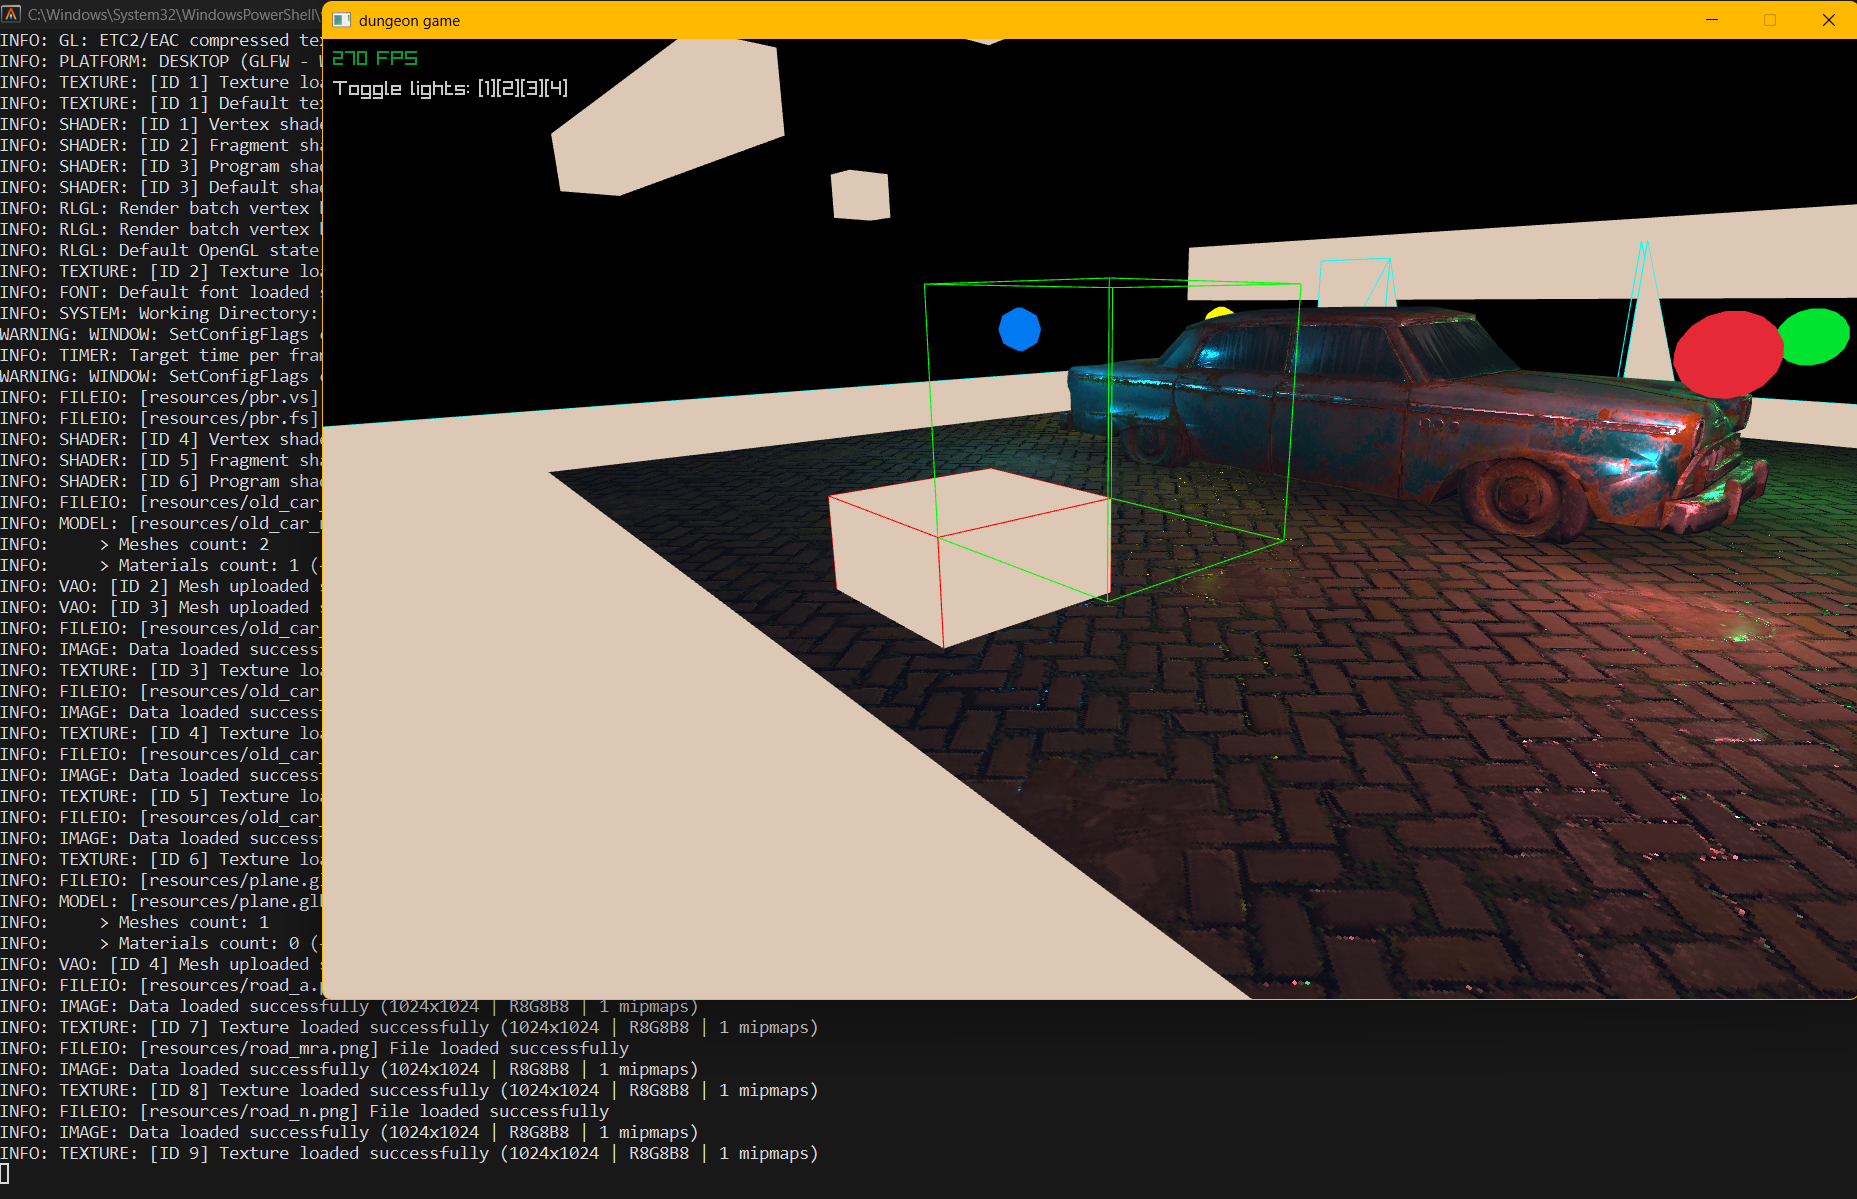 C:\Windows\System32\WindowsPowerShell\
dungeon game
270 FPS
Toggle lights: [1][2][3][4]
INFO: GL: ETC2/EAC compressed te
INFO: PLATFORM: DESKTOP (GLFW -
INFO: TEXTURE: [ID 1] Texture lo
INFO: TEXTURE: [ID 1] Default te
INFO: SHADER: [ID 1] Vertex shad
INFO: SHADER: [ID 2] Fragment sh
INFO: SHADER: [ID 3] Program sha
INFO: SHADER: [ID 3] Default sha
INFO: RLGL: Render batch vertex
INFO: RLGL: Render batch vertex
INFO: RLGL: Default OpenGL state
INFO: TEXTURE: [ID 2] Texture lo
INFO: FONT: Default font loaded
INFO: SYSTEM: Working Directory:
WARNING: WINDOW: SetConfigFlags
INFO: TIMER: Target time per fra
WARNING: WINDOW: SetConfigFlags
INFO: FILEIO: [resources/pbr.vs]
INFO: FILEIO: [resources/pbr.fs]
INFO: SHADER: [ID 4] Vertex shad
INFO: SHADER: [ID 5] Fragment sh
INFO: SHADER: [ID 6] Program sha
INFO: FILEIO: [resources/old_car_
INFO: MODEL: [resources/old_car_
INFO:     > Meshes count: 2
INFO:     > Materials count: 1 (
INFO: VAO: [ID 2] Mesh uploaded
INFO: VAO: [ID 3] Mesh uploaded
INFO: FILEIO: [resources/old_car_
INFO: IMAGE: Data loaded success
INFO: TEXTURE: [ID 3] Texture lo
INFO: FILEIO: [resources/old_car_
INFO: IMAGE: Data loaded success
INFO: TEXTURE: [ID 4] Texture lo
INFO: FILEIO: [resources/old_car_
INFO: IMAGE: Data loaded success
INFO: TEXTURE: [ID 5] Texture lo
INFO: FILEIO: [resources/old_car_
INFO: IMAGE: Data loaded success
INFO: TEXTURE: [ID 6] Texture lo
INFO: FILEIO: [resources/plane.g
INFO: MODEL: [resources/plane.gl
INFO:     > Meshes count: 1
INFO:     > Materials count: 0 (
INFO: VAO: [ID 4] Mesh uploaded
INFO: FILEIO: [resources/road_a.
INFO: IMAGE: Data loaded successfully (1024x1024 | R8G8B8 | 1 mipmaps)
INFO: TEXTURE: [ID 7] Texture loaded successfully (1024x1024 | R8G8B8 | 1 mipmaps)
INFO: FILEIO: [resources/road_mra.png] File loaded successfully
INFO: IMAGE: Data loaded successfully (1024x1024 | R8G8B8 | 1 mipmaps)
INFO: TEXTURE: [ID 8] Texture loaded successfully (1024x1024 | R8G8B8 | 1 mipmaps)
INFO: FILEIO: [resources/road_n.png] File loaded successfully
INFO: IMAGE: Data loaded successfully (1024x1024 | R8G8B8 | 1 mipmaps)
INFO: TEXTURE: [ID 9] Texture loaded successfully (1024x1024 | R8G8B8 | 1 mipmaps)